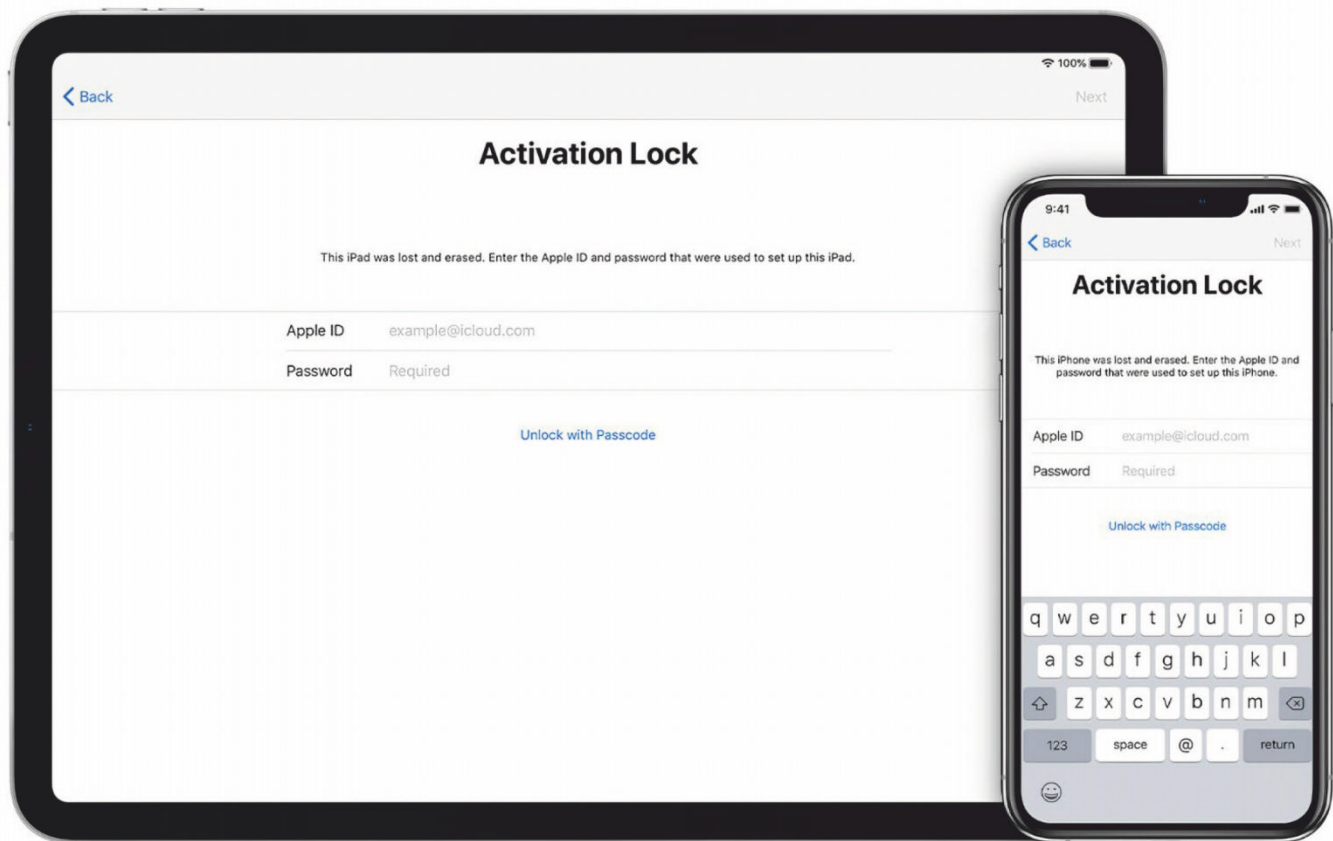 100%
Back
Next
Activation Lock
This iPad was lost and erased. Enter the Apple ID and password that were used to set up this iPad.
Apple ID example@icloud.com
Password Required
Unlock with Passcode
9:41
Back
Next
Activation Lock
This iPhone was lost and erased. Enter the Apple ID and
password that were used to set up this iPhone.
Apple ID example@icloud.com
Password Required
Unlock with Passcode
q w e r t y u i o p
a s d f g h j k l
z x c v b n m
123 space @ . return